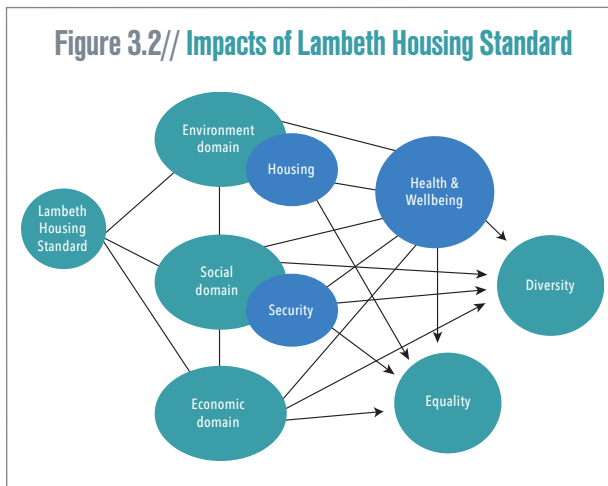 Figure 3.2// Impacts of Lambeth Housing Standard
Environment
domain
Housing
Health &
Wellbeing
Lambeth
Housing
Standard
Social
domain
Diversity
Security
Economic
domain
Equality